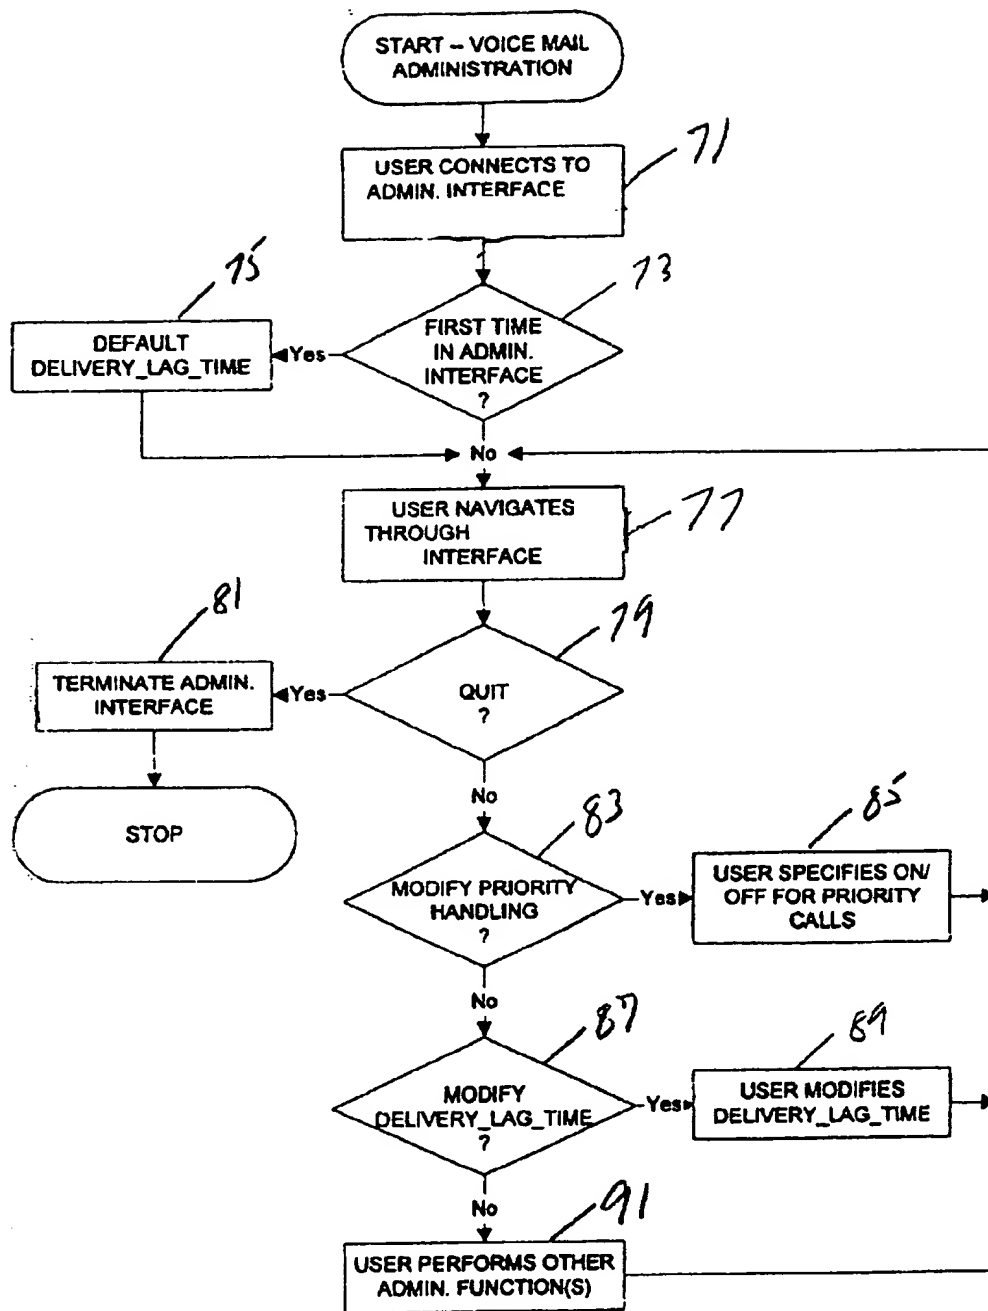 START – VOICE MAIL
ADMINISTRATION
USER CONNECTS TO
ADMIN. INTERFACE
71
73
75
FIRST TIME
IN ADMIN.
INTERFACE
?
Yes
DEFAULT
DELIVERY_LAG_TIME
No
USER NAVIGATES
THROUGH
INTERFACE
77
79
81
QUIT
?
Yes
TERMINATE ADMIN.
INTERFACE
STOP
No
83
85
MODIFY PRIORITY
HANDLING
?
Yes
USER SPECIFIES ON/
OFF FOR PRIORITY
CALLS
No
87
89
MODIFY
DELIVERY_LAG_TIME
?
Yes
USER MODIFIES
DELIVERY_LAG_TIME
No
91
USER PERFORMS OTHER
ADMIN. FUNCTION(S)